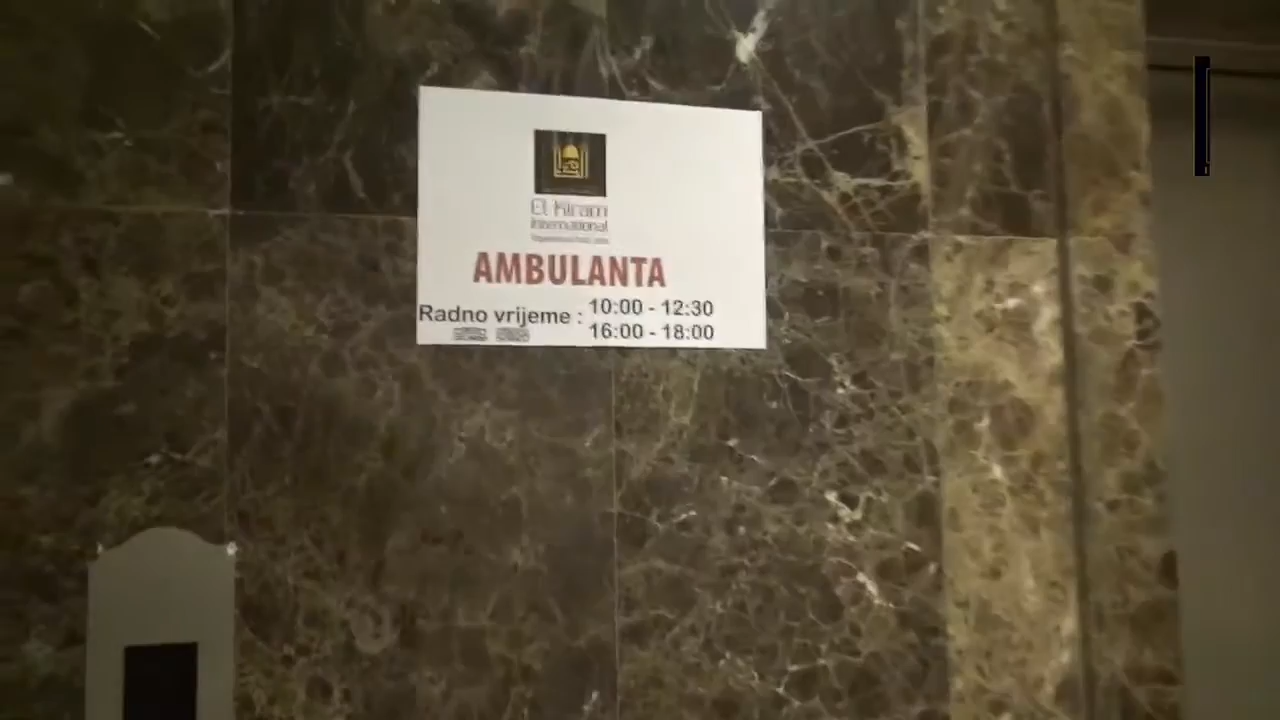 El Kiram
International
AMBULANTA
Radno vrijeme : 10:00 - 12:30
16:00 - 18:00